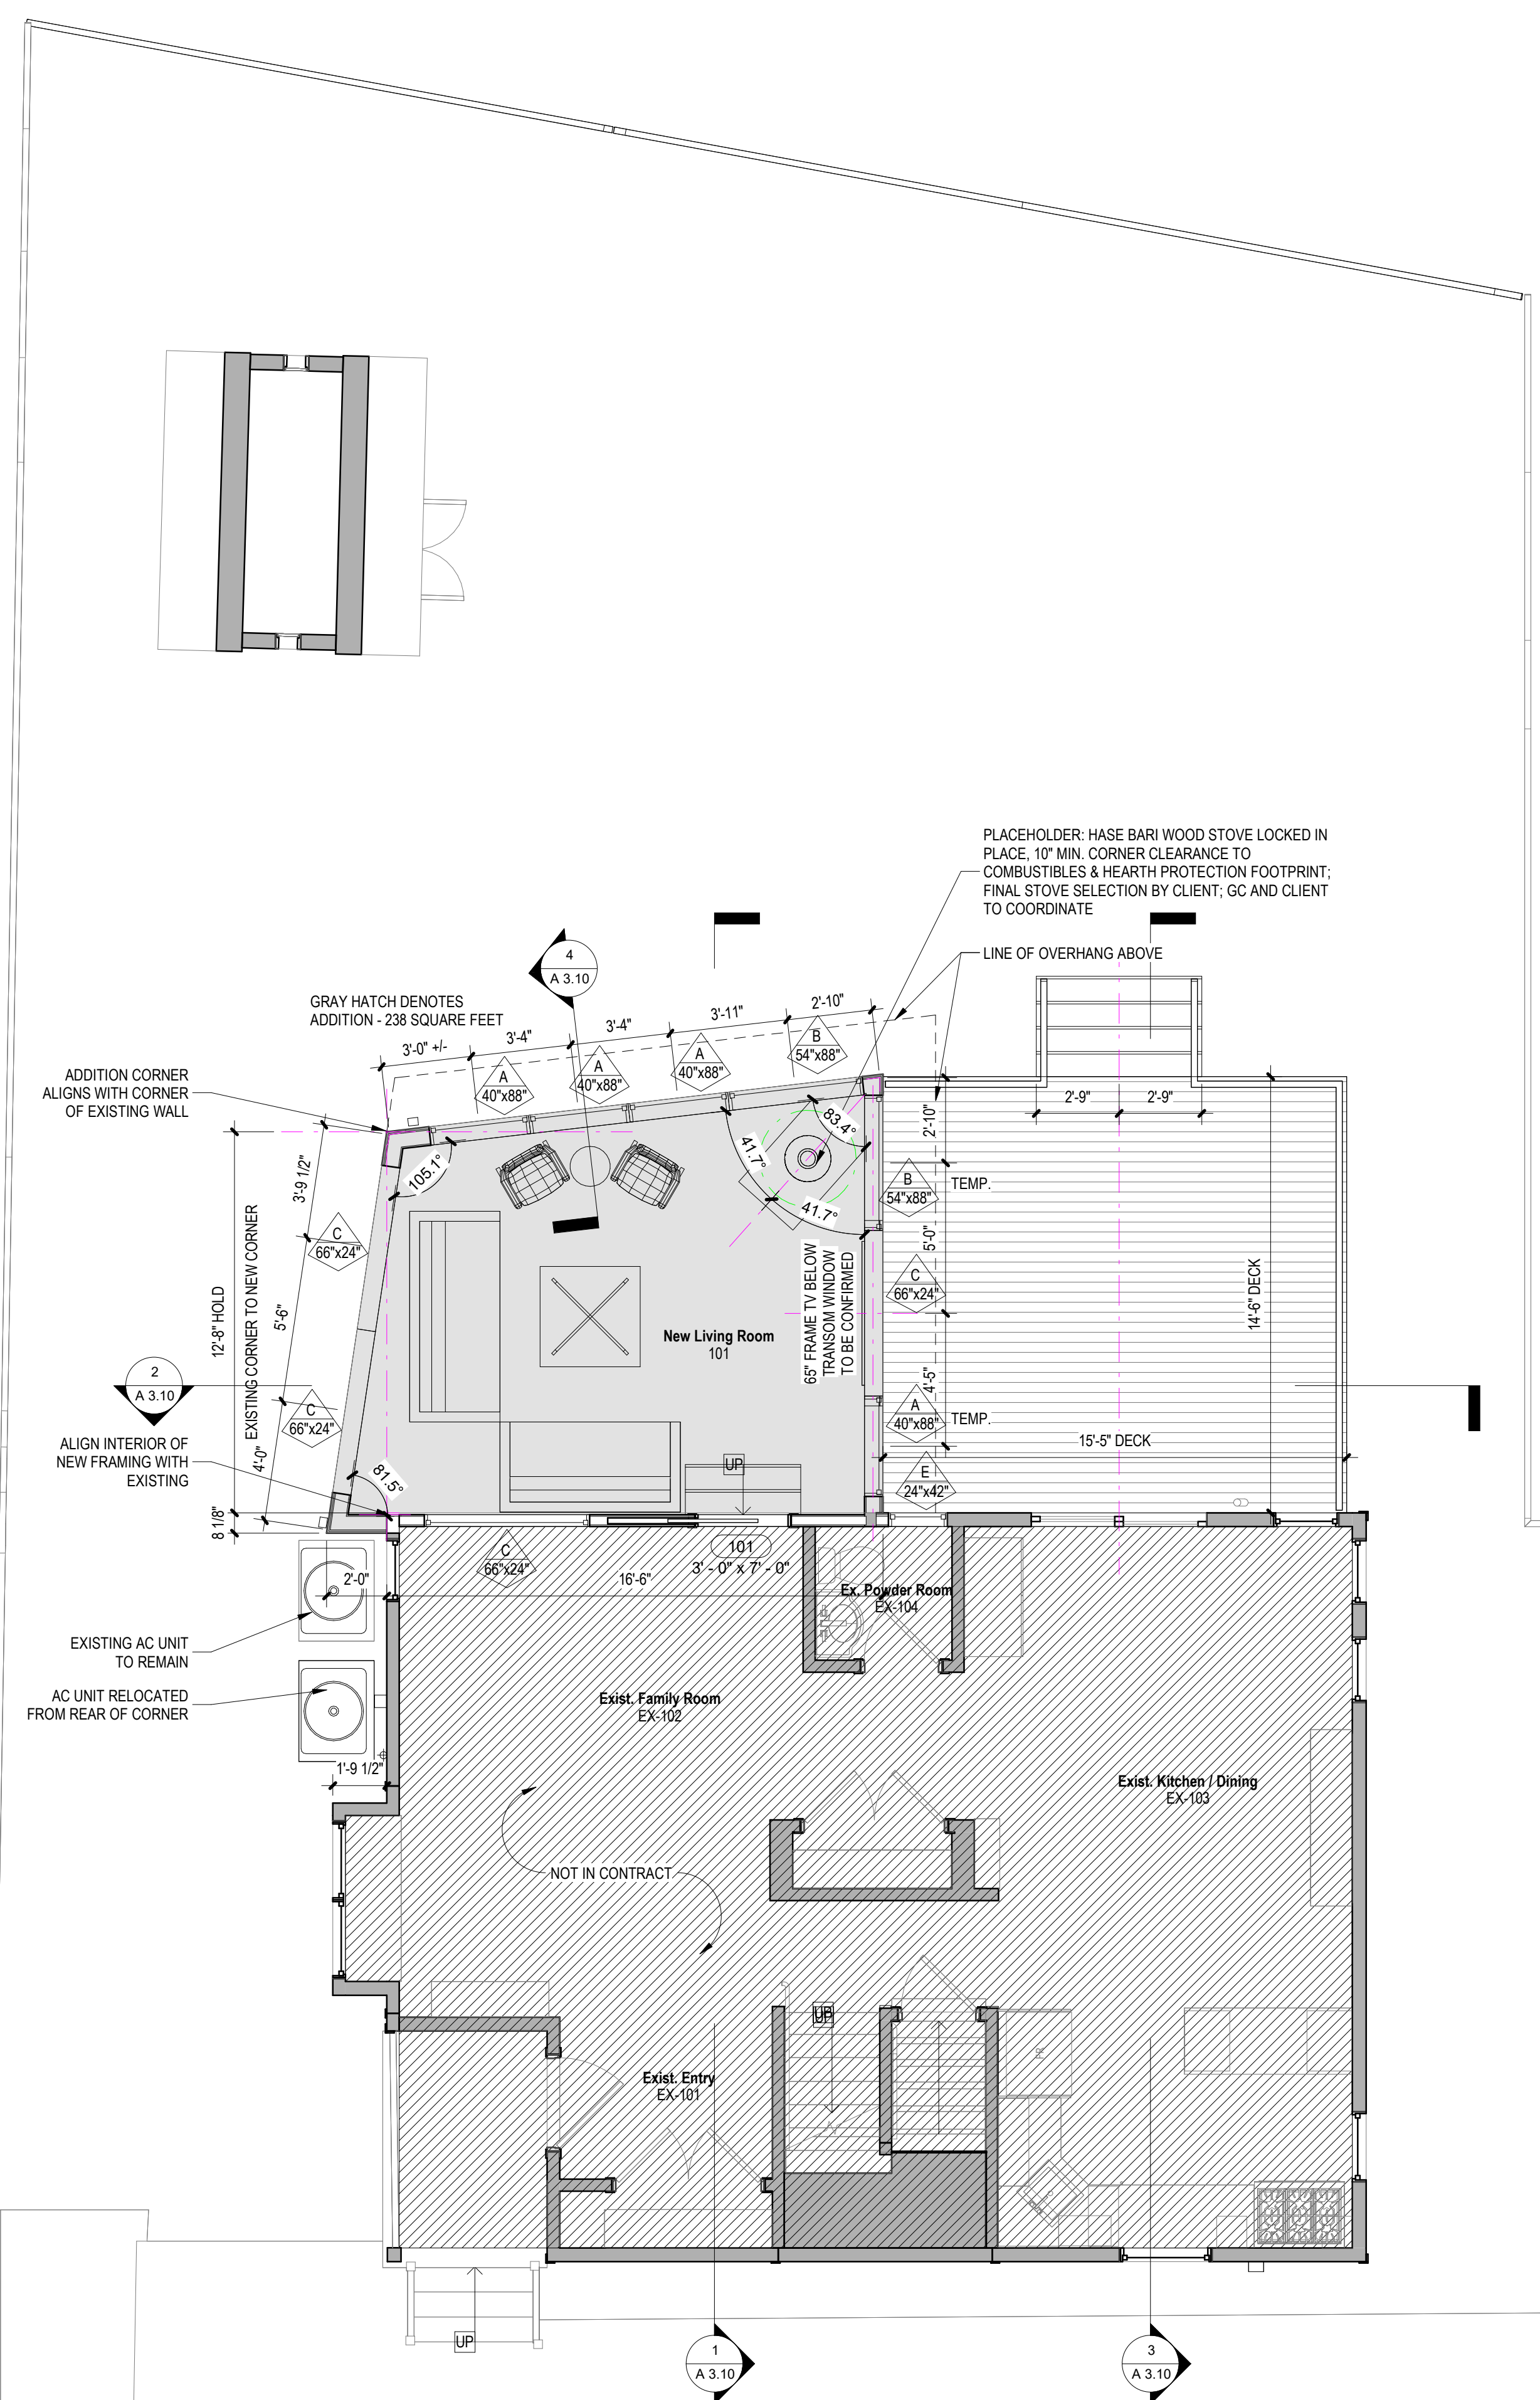 PLACEHOLDER: HASE BARI WOOD STOVE LOCKED IN
PLACE, 10" MIN. CORNER CLEARANCE TO
COMBUSTIBLES & HEARTH PROTECTION FOOTPRINT;
FINAL STOVE SELECTION BY CLIENT; GC AND CLIENT
TO COORDINATE
LINE OF OVERHANG ABOVE
4
A 3.10
GRAY HATCH DENOTES
ADDITION - 238 SQUARE FEET
3'-0" +/-
3'-4"
3'-4"
3'-11"
2'-10"
A
40"x88"
A
40"x88"
A
40"x88"
B
54"x88"
ADDITION CORNER
ALIGNS WITH CORNER
OF EXISTING WALL
2'-9"
2'-9"
2'-10"
83.4°
41.7°
41.7°
105.1°
3'-9 1/2"
B
54"x88"
TEMP.
5'-0"
C
66"x24"
C
66"x24"
12'-8" HOLD
EXISTING CORNER TO NEW CORNER
5'-6"
65" FRAME TV BELOW
TRANSOM WINDOW
TO BE CONFIRMED
14'-6" DECK
New Living Room
101
2
A 3.10
4'-5"
A
40"x88"
TEMP.
C
66"x24"
15'-5" DECK
ALIGN INTERIOR OF
NEW FRAMING WITH
EXISTING
4'-0"
81.5°
UP
E
24"x42"
8 1/8"
C
66"x24"
101
3' - 0" x 7' - 0"
2'-0"
16'-6"
Ex. Powder Room
EX-104
EXISTING AC UNIT
TO REMAIN
AC UNIT RELOCATED
FROM REAR OF CORNER
Exist. Family Room
EX-102
1'-9 1/2"
Exist. Kitchen / Dining
EX-103
NOT IN CONTRACT
UP
Exist. Entry
EX-101
UP
1
A 3.10
3
A 3.10